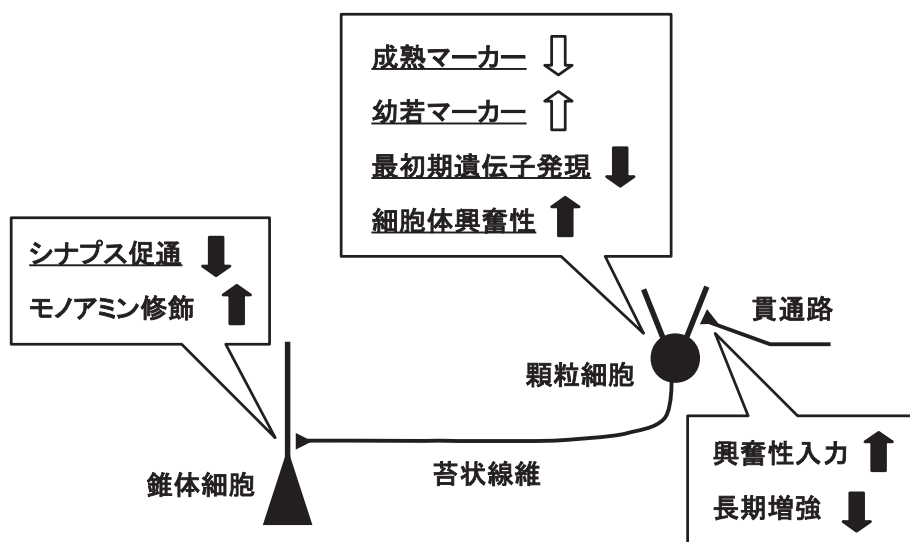 成熟マーカー
幼若マーカー
最初期遺伝子発現
細胞体興奮性
シナプス促通
モノアミン修飾
貫通路
顆粒細胞
興奮性入力
長期増強
苔状線維
錐体細胞